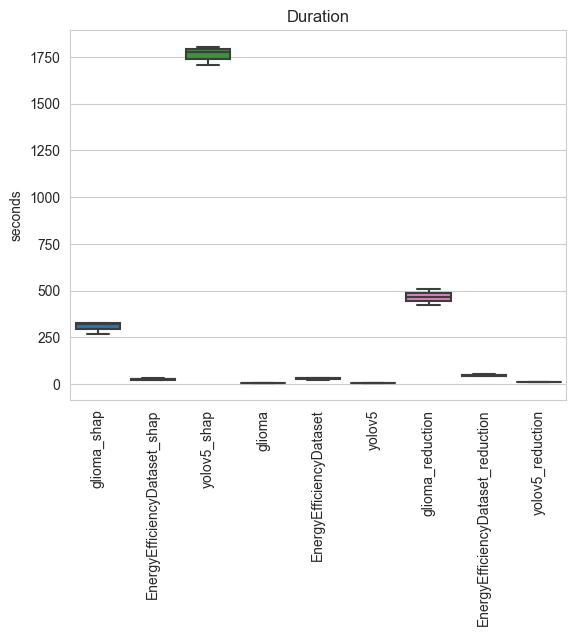 Duration
seconds
1750
1500
1250
1000
750
500
250
0
glioma_shap
EnergyEfficiencyDataset_shap
yolov5_shap
glioma
EnergyEfficiencyDataset
yolov5
glioma_reduction
EnergyEfficiencyDataset_reduction
yolov5_reduction